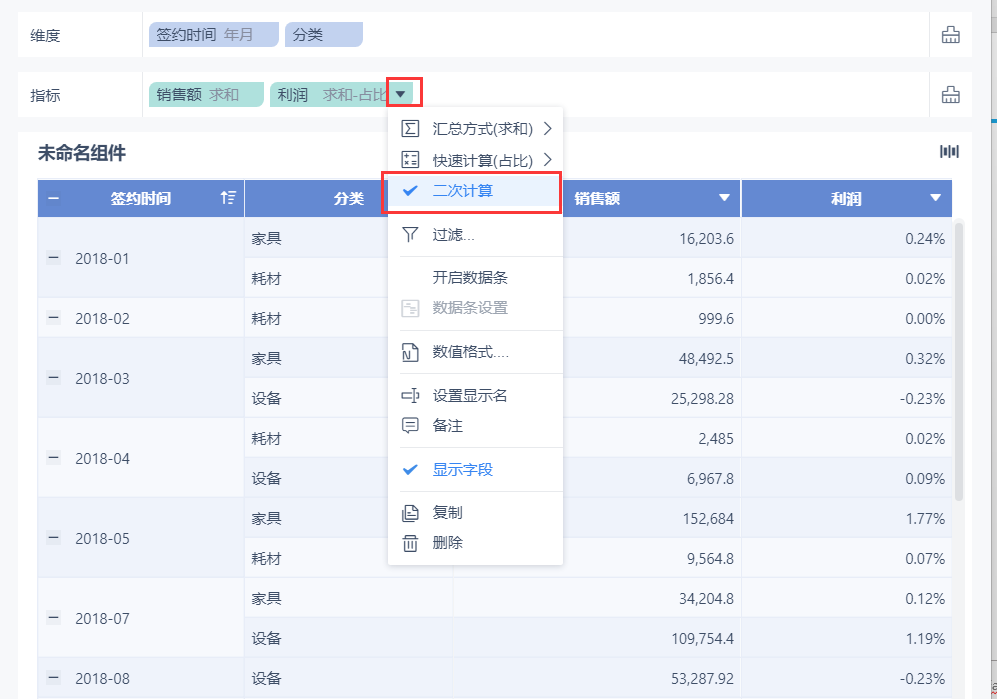 维度
签约时间 年月
分类
指标
销售额 求和
利润 求和-占比
汇总方式(求和)
快速计算(占比)
二次计算
过滤...
开启数据条
数据条设置
数值格式....
设置显示名
备注
显示字段
复制
删除
未命名组件
签约时间 分类 销售额 利润
2018-01 家具 16,203.6 0.24%
耗材 1,856.4 0.02%
2018-02 耗材 999.6 0.00%
2018-03 家具 48,492.5 0.32%
设备 25,298.28 -0.23%
2018-04 耗材 2,485 0.02%
设备 6,967.8 0.09%
2018-05 家具 152,684 1.77%
耗材 9,564.8 0.07%
2018-07 家具 34,204.8 0.12%
设备 109,754.4 1.19%
2018-08 设备 53,287.92 -0.23%